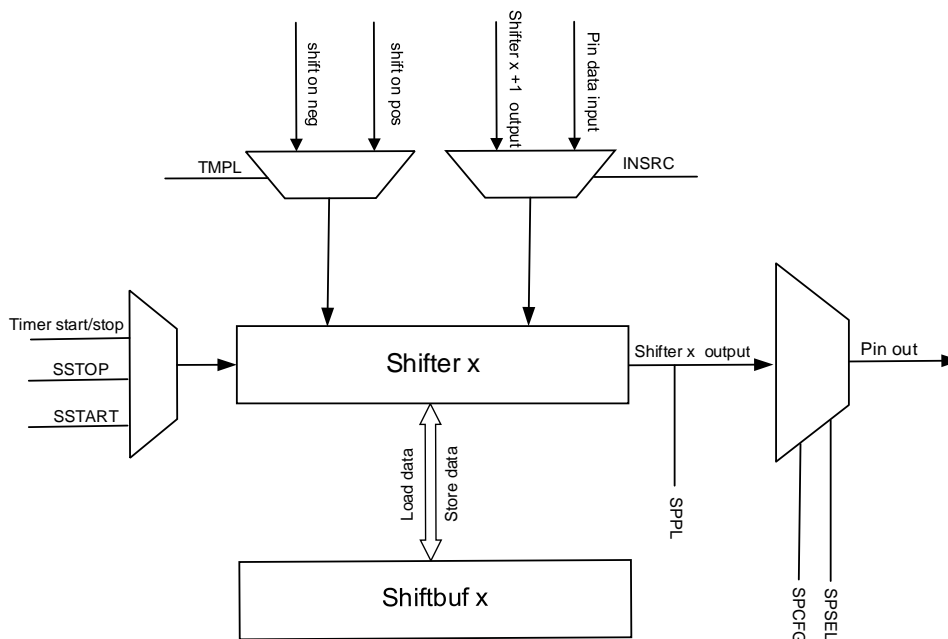 shift on neg
shift on pos
Shifter x +1 output
Pin data input
TMPL
INSRC
Timer start/stop
SSTOP
SSTART
Shifter x
Shifter x output
Pin out
Load data
Store data
SPPL
Shiftbuf x
SPCFG
SPSEL